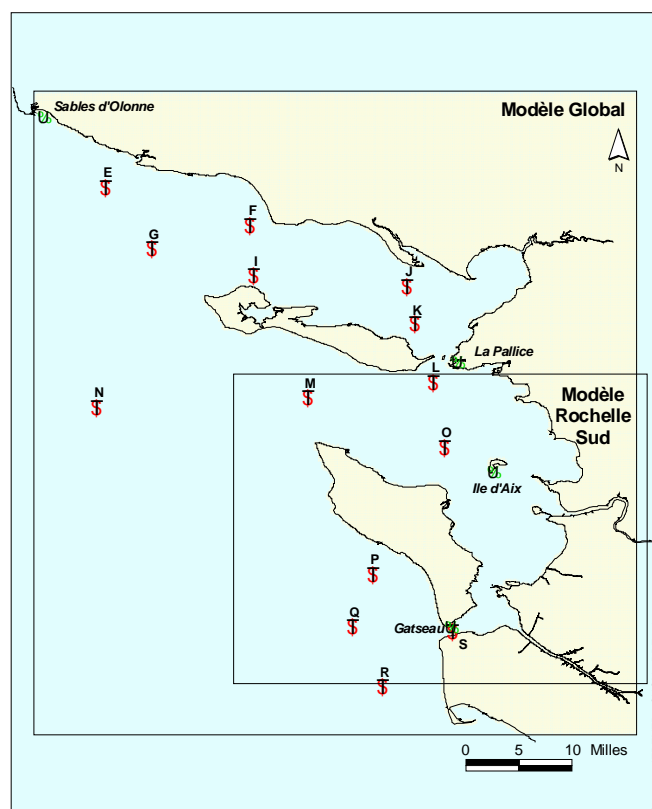 Sables d'Olonne
Modèle Global
N
E
F
G
I
J
K
La Pallice
L
M
N
Modèle
Rochelle
Sud
O
Ile d'Aix
P
Q
Gatseau
S
R
0 5 10 Milles